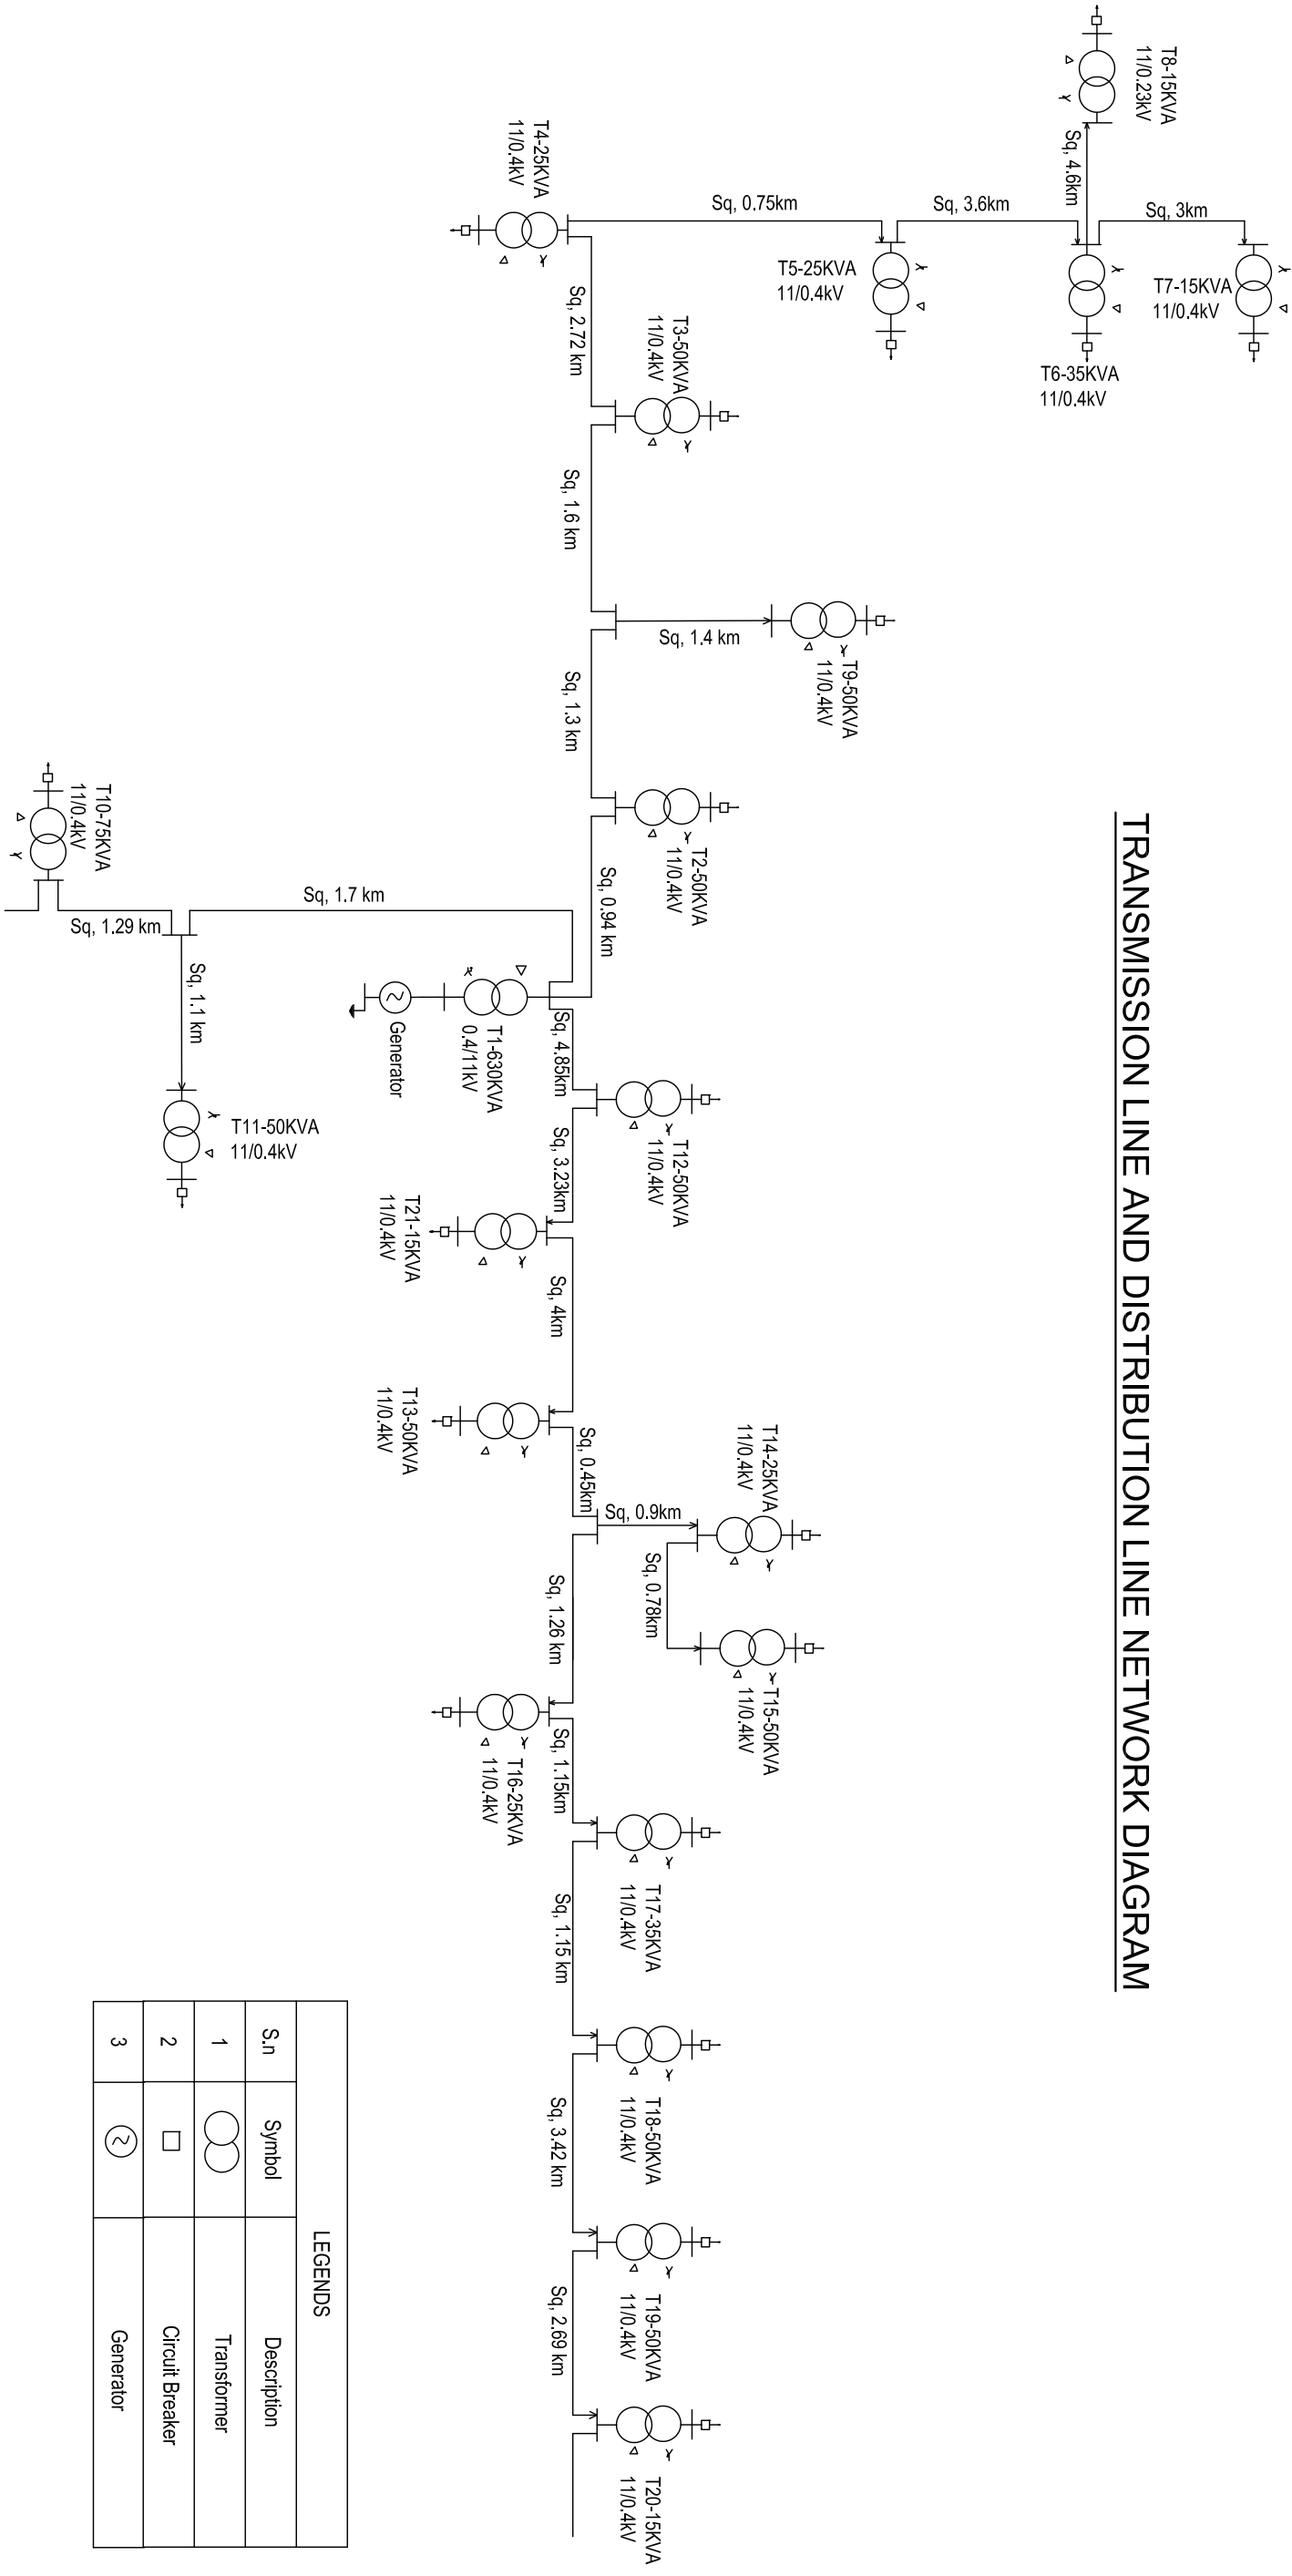 TRANSMISSION LINE AND DISTRIBUTION LINE NETWORK DIAGRAM
T8-15KVA
11/0.23kV
Sq, 4.6km
Sq, 3km
T7-15KVA
11/0.4kV
T6-35KVA
11/0.4kV
Sq, 3.6km
T5-25KVA
11/0.4kV
Sq, 0.75km
T4-25KVA
11/0.4kV
Sq, 2.72 km
T3-50KVA
11/0.4kV
Sq, 1.6 km
Sq, 1.4 km
T9-50KVA
11/0.4kV
Sq, 1.3 km
T2-50KVA
11/0.4kV
Sq, 0.94 km
T10-75KVA
11/0.4kV
Sq, 1.29 km
Sq, 1.7 km
Sq, 1.1 km
T11-50KVA
11/0.4kV
T1-630KVA
0.4/11kV
Generator
Sq, 4.85km
T12-50KVA
11/0.4kV
Sq, 3.23km
T21-15KVA
11/0.4kV
Sq, 4km
T13-50KVA
11/0.4kV
Sq, 0.45km
Sq, 0.9km
T14-25KVA
11/0.4kV
Sq, 0.78km
T15-50KVA
11/0.4kV
Sq, 1.26 km
T16-25KVA
11/0.4kV
Sq, 1.15km
T17-35KVA
11/0.4kV
Sq, 1.15 km
T18-50KVA
11/0.4kV
Sq, 3.42 km
T19-50KVA
11/0.4kV
Sq, 2.69 km
T20-15KVA
11/0.4kV
LEGENDS
S.n Symbol Description
1 Transformer
2 Circuit Breaker
3 Generator